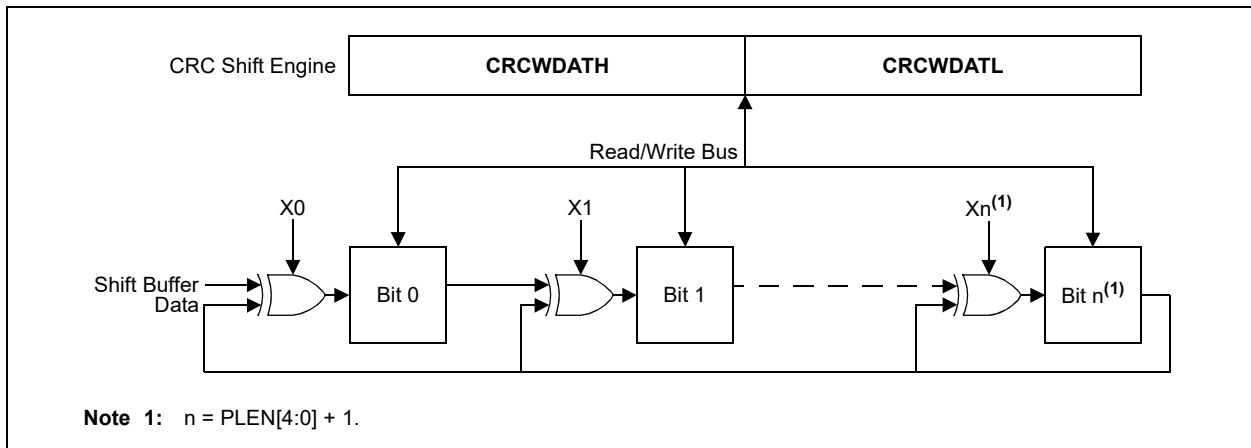 CRC Shift Engine CRCWDATH CRCWDATL
Read/Write Bus
X0 X1 Xn(1)
Shift Buffer
Data
Bit 0 Bit 1 Bit n(1)
Note 1: n = PLEN[4:0] + 1.